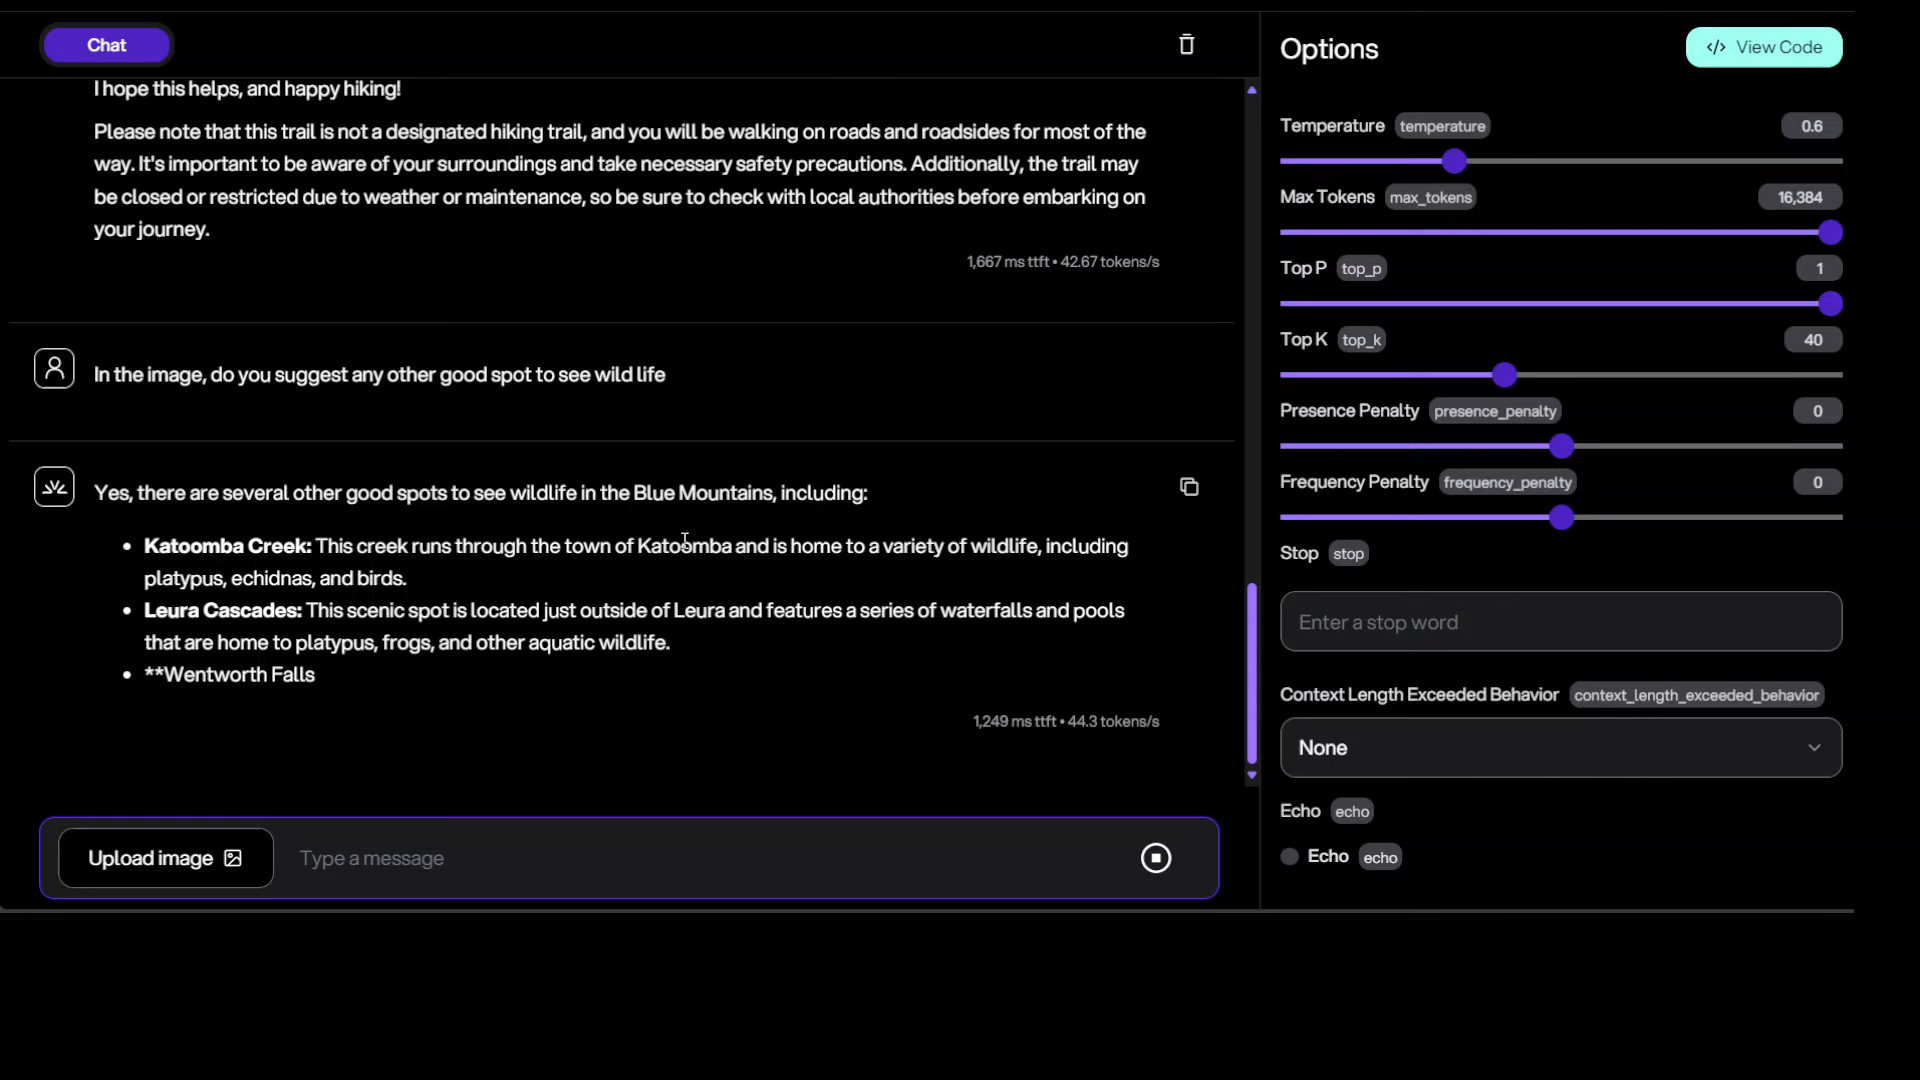 Chat
I hope this helps, and happy hiking!
Please note that this trail is not a designated hiking trail, and you will be walking on roads and roadsides for most of the
way. It's important to be aware of your surroundings and take necessary safety precautions. Additionally, the trail may
be closed or restricted due to weather or maintenance, so be sure to check with local authorities before embarking on
your journey.
1,667 ms ttft • 42.67 tokens/s
In the image, do you suggest any other good spot to see wild life
Yes, there are several other good spots to see wildlife in the Blue Mountains, including:
• Katoomba Creek: This creek runs through the town of Katoomba and is home to a variety of wildlife, including
platypus, echidnas, and birds.
• Leura Cascades: This scenic spot is located just outside of Leura and features a series of waterfalls and pools
that are home to platypus, frogs, and other aquatic wildlife.
• **Wentworth Falls
1,249 ms ttft • 44.3 tokens/s
Upload image
Type a message
Options
</> View Code
Temperature temperature 0.6
Max Tokens max_tokens 16,384
Top P top_p 1
Top K top_k 40
Presence Penalty presence_penalty 0
Frequency Penalty frequency_penalty 0
Stop stop
Enter a stop word
Context Length Exceeded Behavior context_length_exceeded_behavior
None
Echo echo
Echo echo